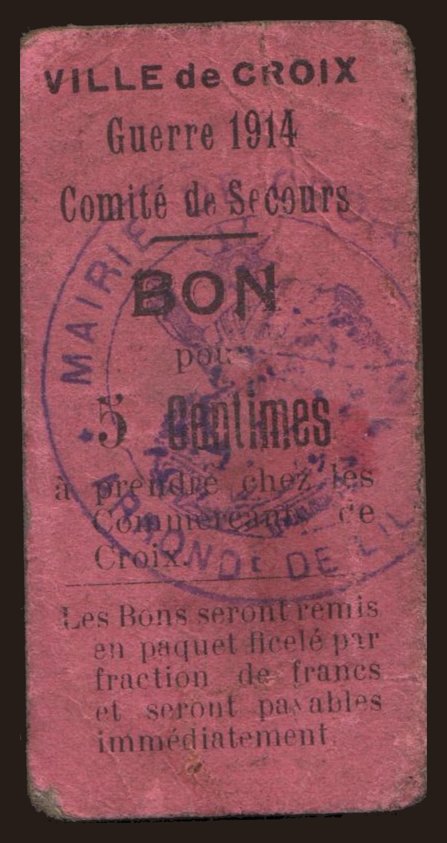 VILLE de CROIX
Guerre 1914
Comité de Secours
BON
pour
5 Centimes
à prendre chez les
Commerçants de
Croix.
Les Bons seront remis
en paquet ficelé par
fraction de francs
et seront payables
immédiatement
MAIRIE
ARROND^t DE LIL